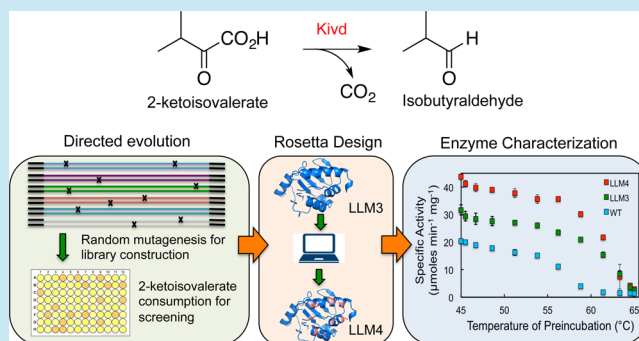 Kivd
CO2H
O
2-ketoisovalerate
CO2
H
O
Isobutyraldehyde
Directed evolution
Random mutagenesis for
library construction
2-ketoisovalerate
consumption for
screening
Rosetta Design
LLM3
LLM4
Enzyme Characterization
Specific Activity
(μmoles min-1 mg-1)
40
30
20
10
0
LLM4
LLM3
WT
45 50 55 60 65
Temperature of Preincubation (°C)